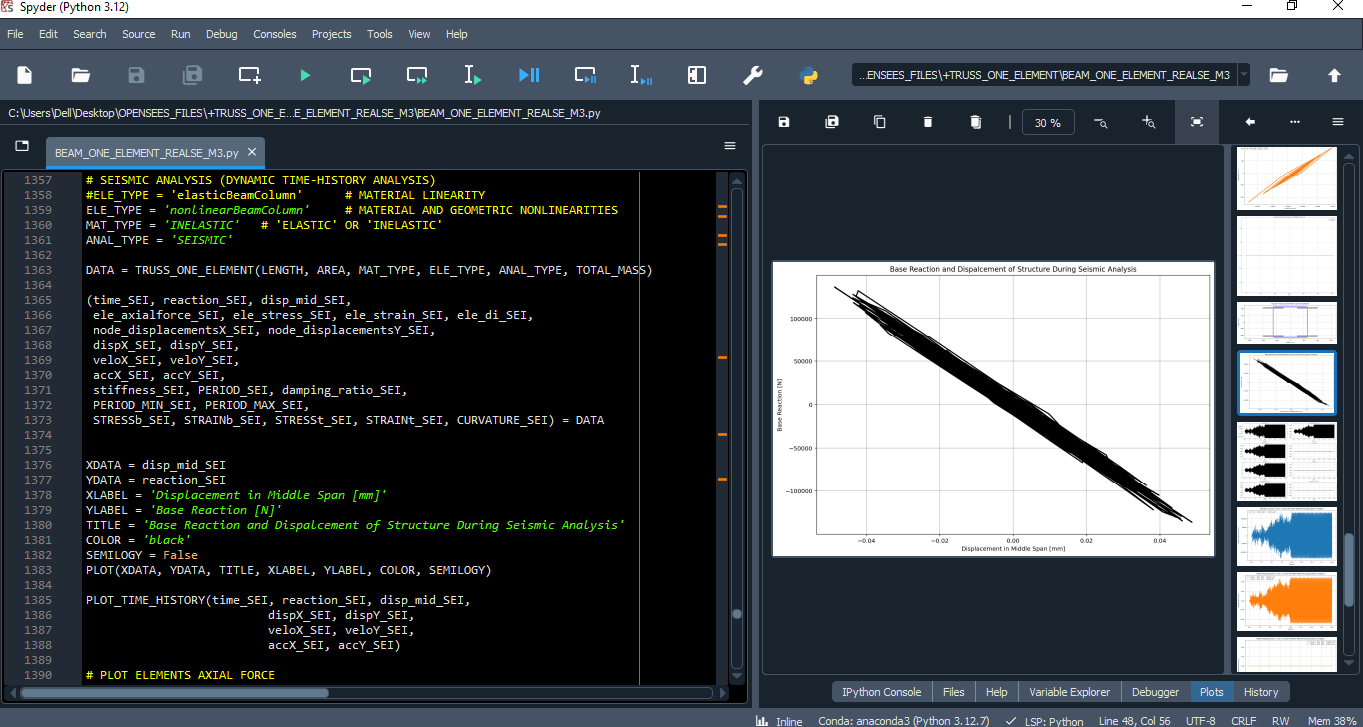 Spyder (Python 3.12)
File Edit Search Source Run Debug Consoles Projects Tools View Help
...ENSEES_FILES\+TRUSS_ONE_ELEMENT\BEAM_ONE_ELEMENT_REALSE_M3
C:\Users\Dell\Desktop\OPENSEES_FILES\+TRUSS_ONE_E...E_ELEMENT_REALSE_M3\BEAM_ONE_ELEMENT_REALSE_M3.py
BEAM_ONE_ELEMENT_REALSE_M3.py
1357 # SEISMIC ANALYSIS (DYNAMIC TIME-HISTORY ANALYSIS)
1358 #ELE_TYPE = 'elasticBeamColumn' # MATERIAL LINEARITY
1359 ELE_TYPE = 'nonlinearBeamColumn' # MATERIAL AND GEOMETRIC NONLINEARITIES
1360 MAT_TYPE = 'INELASTIC' # 'ELASTIC' OR 'INELASTIC'
1361 ANAL_TYPE = 'SEISMIC'
1362
1363 DATA = TRUSS_ONE_ELEMENT(LENGTH, AREA, MAT_TYPE, ELE_TYPE, ANAL_TYPE, TOTAL_MASS)
1364
1365 (time_SEI, reaction_SEI, disp_mid_SEI,
1366 ele_axialforce_SEI, ele_stress_SEI, ele_strain_SEI, ele_di_SEI,
1367 node_displacementsX_SEI, node_displacementsY_SEI,
1368 dispX_SEI, dispY_SEI,
1369 veloX_SEI, veloY_SEI,
1370 accX_SEI, accY_SEI,
1371 stiffness_SEI, PERIOD_SEI, damping_ratio_SEI,
1372 PERIOD_MIN_SEI, PERIOD_MAX_SEI,
1373 STRESSb_SEI, STRAINb_SEI, STRESSt_SEI, STRAINt_SEI, CURVATURE_SEI) = DATA
1374
1375
1376 XDATA = disp_mid_SEI
1377 YDATA = reaction_SEI
1378 XLABEL = 'Displacement in Middle Span [mm]'
1379 YLABEL = 'Base Reaction [N]'
1380 TITLE = 'Base Reaction and Dispalcement of Structure During Seismic Analysis'
1381 COLOR = 'black'
1382 SEMILOGY = False
1383 PLOT(XDATA, YDATA, TITLE, XLABEL, YLABEL, COLOR, SEMILOGY)
1384
1385 PLOT_TIME_HISTORY(time_SEI, reaction_SEI, disp_mid_SEI,
1386 dispX_SEI, dispY_SEI,
1387 veloX_SEI, veloY_SEI,
1388 accX_SEI, accY_SEI)
1389
1390 # PLOT ELEMENTS AXIAL FORCE
30 %
Base Reaction and Dispalcement of Structure During Seismic Analysis
Base Reaction [N]
100000
50000
0
−50000
−100000
−0.04 −0.02 0.00 0.02 0.04
Displacement in Middle Span [mm]
IPython Console Files Help Variable Explorer Debugger Plots History
Inline Conda: anaconda3 (Python 3.12.7) ✓ LSP: Python Line 48, Col 56 UTF-8 CRLF RW Mem 38%